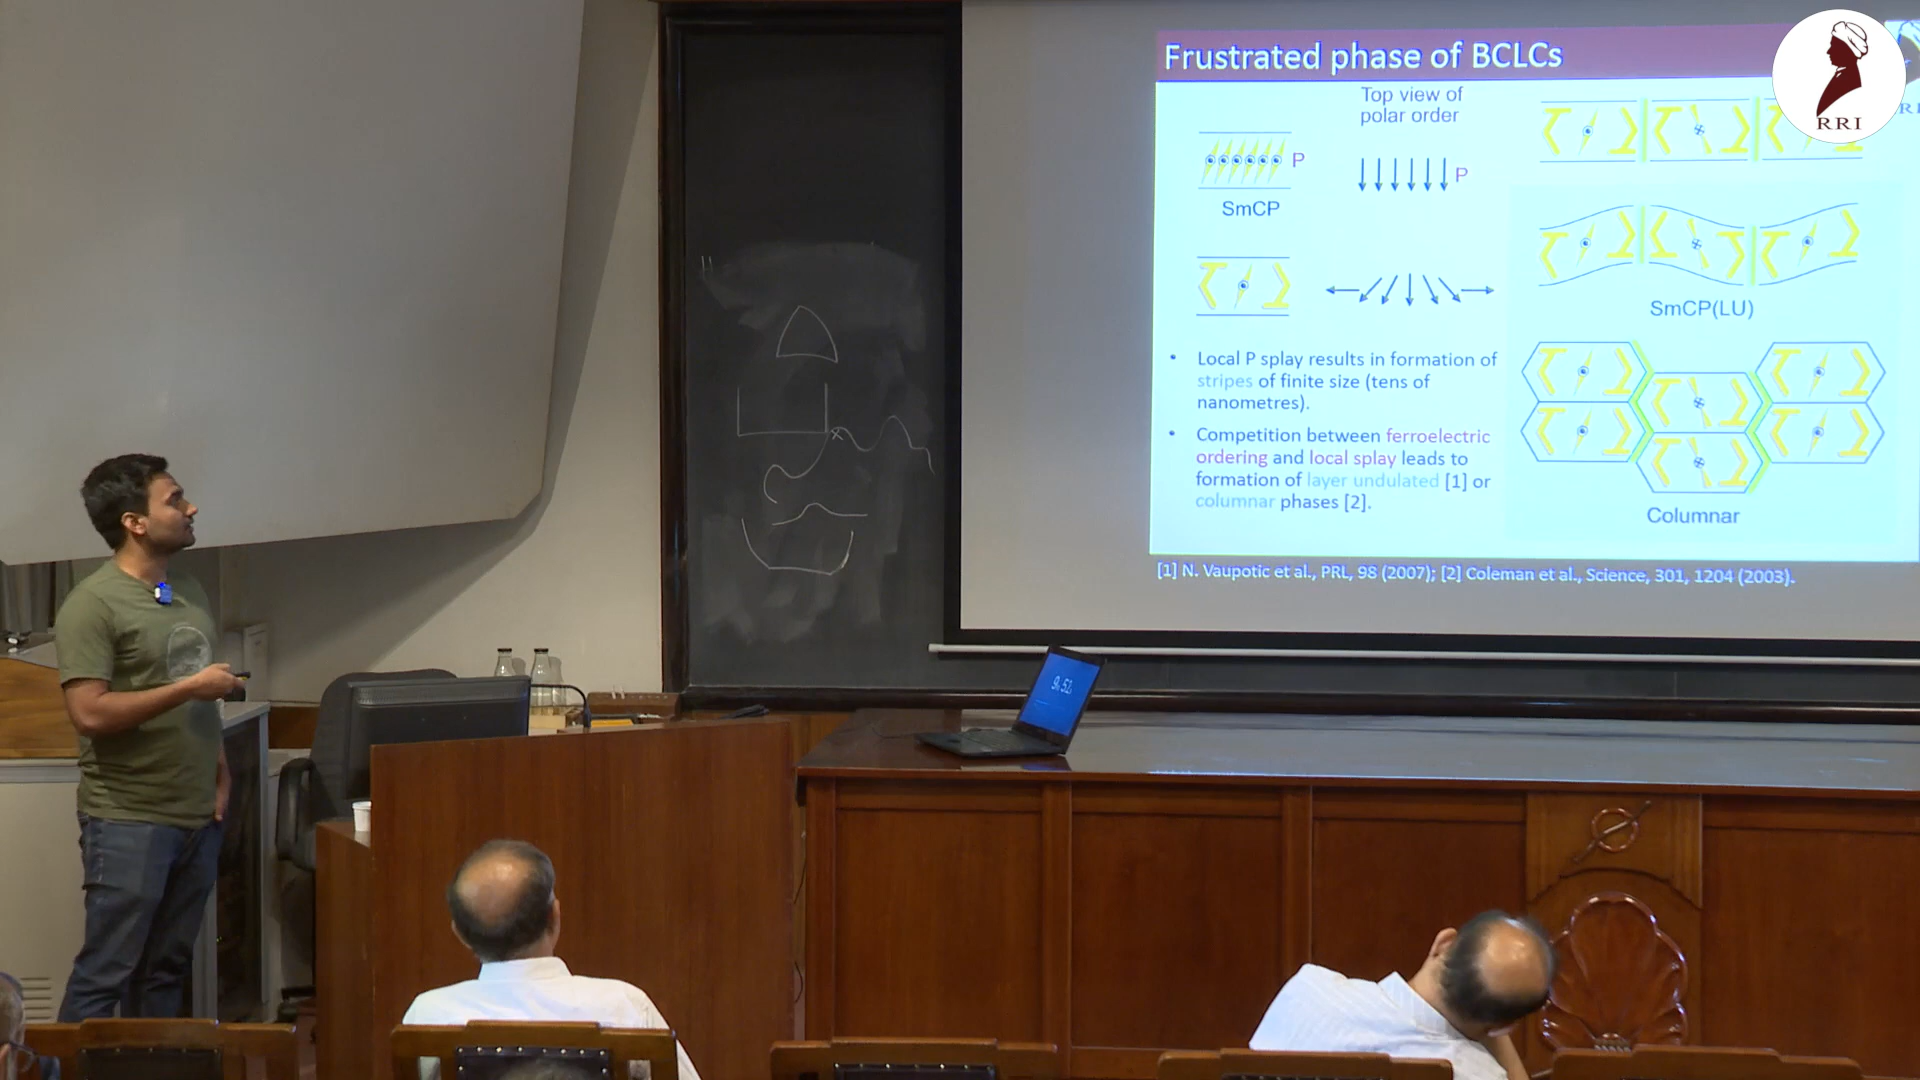 Frustrated phase of BCLCs
Top view of
polar order
P
P
SmCP
• Local P splay results in formation of
stripes of finite size (tens of
nanometres).
• Competition between ferroelectric
ordering and local splay leads to
formation of layer undulated [1] or
columnar phases [2].
SmCP(LU)
Columnar
[1] N. Vaupotic et al., PRL, 98 (2007); [2] Coleman et al., Science, 301, 1204 (2003).
RRI
9:52